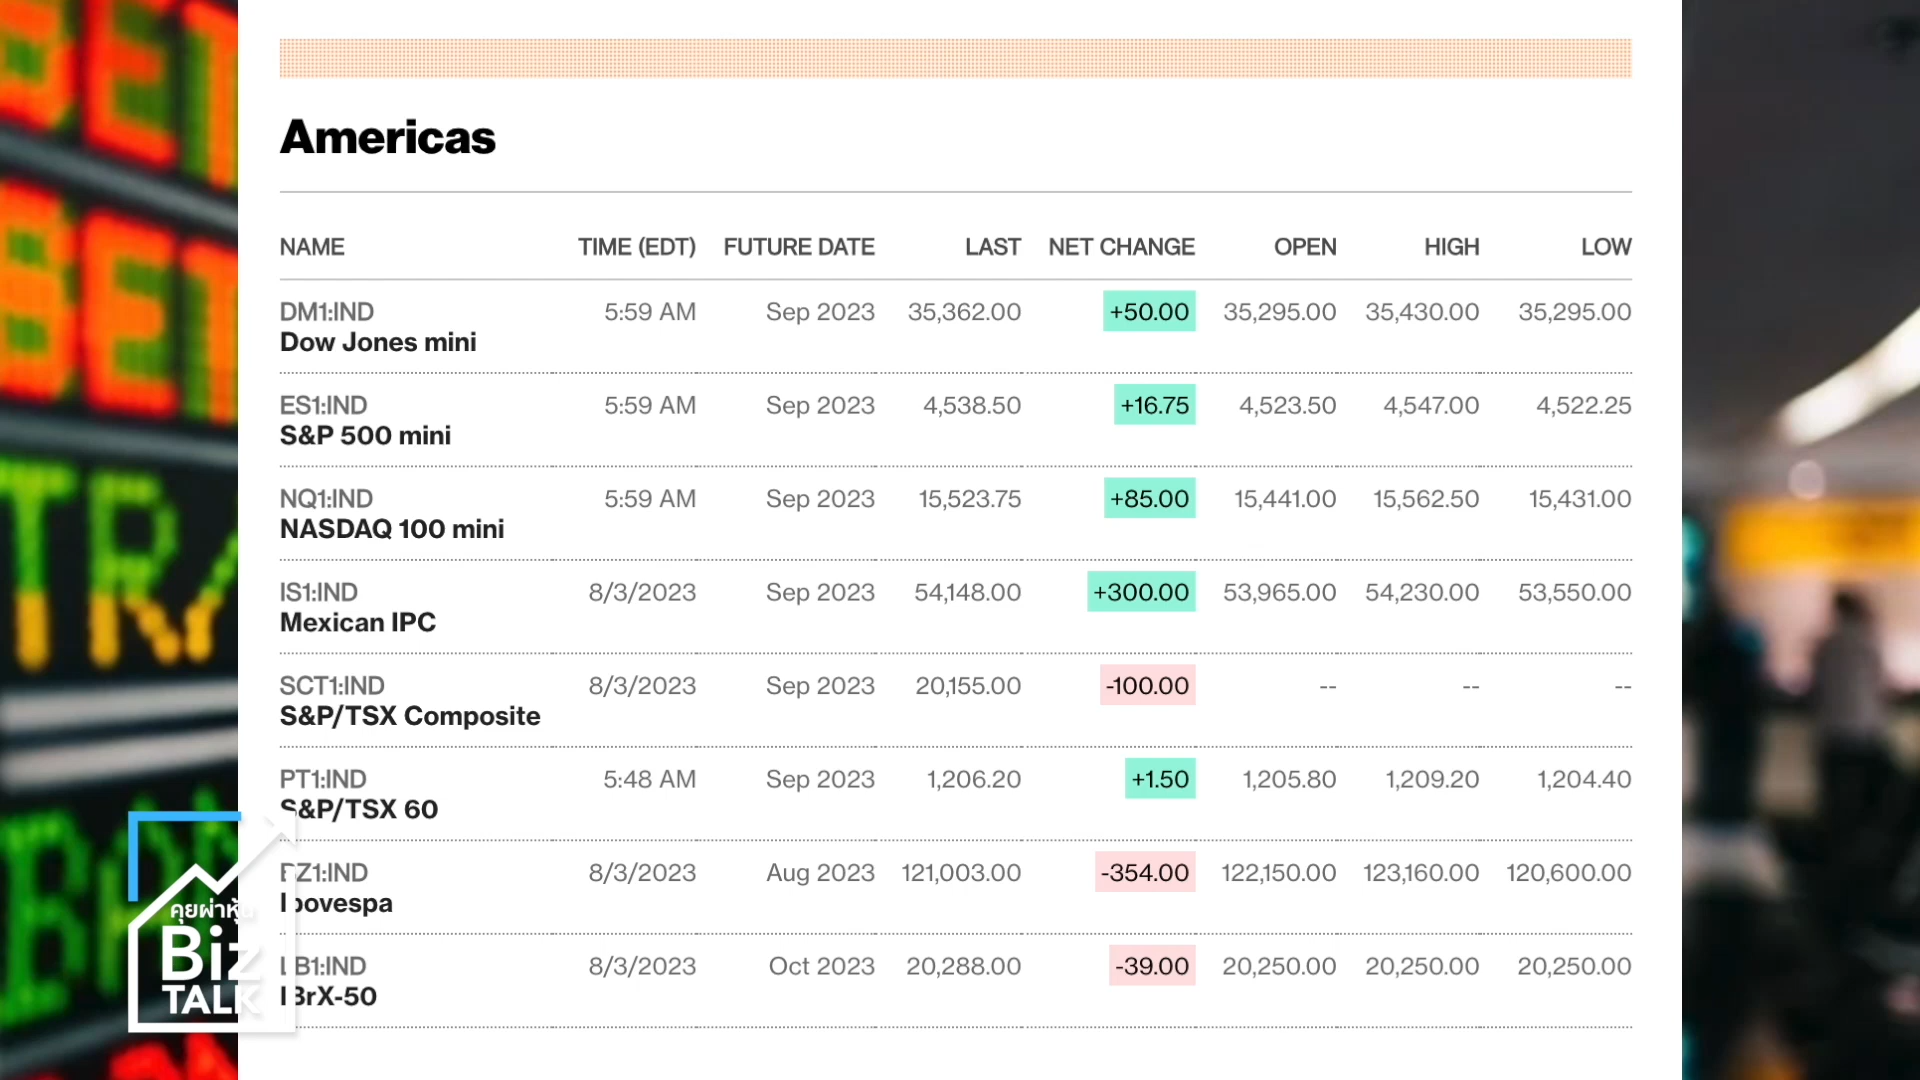 Americas
NAME TIME (EDT) FUTURE DATE LAST NET CHANGE OPEN HIGH LOW
DM1:IND 5:59 AM Sep 2023 35,362.00 +50.00 35,295.00 35,430.00 35,295.00
Dow Jones mini
ES1:IND 5:59 AM Sep 2023 4,538.50 +16.75 4,523.50 4,547.00 4,522.25
S&P 500 mini
NQ1:IND 5:59 AM Sep 2023 15,523.75 +85.00 15,441.00 15,562.50 15,431.00
NASDAQ 100 mini
IS1:IND 8/3/2023 Sep 2023 54,148.00 +300.00 53,965.00 54,230.00 53,550.00
Mexican IPC
SCT1:IND 8/3/2023 Sep 2023 20,155.00 -100.00 -- -- --
S&P/TSX Composite
PT1:IND 5:48 AM Sep 2023 1,206.20 +1.50 1,205.80 1,209.20 1,204.40
S&P/TSX 60
8/3/2023 Aug 2023 121,003.00 -354.00 122,150.00 123,160.00 120,600.00
8/3/2023 Oct 2023 20,288.00 -39.00 20,250.00 20,250.00 20,250.00
คุยผ่าหุ้น
Biz
TALK
BET
BET